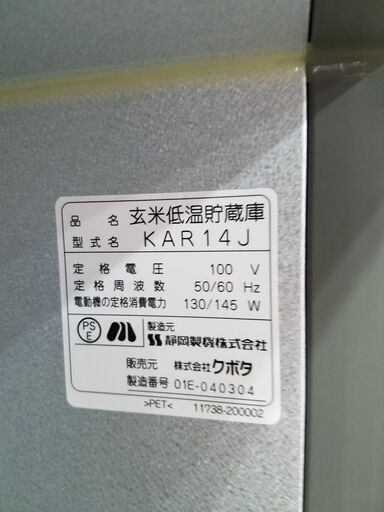 品名 玄米低温貯蔵庫
型式名 KAR14J
定格電圧 100 V
定格周波数 50/60 Hz
電動機の定格消費電力 130/145 W
PSE
製造元 静岡製機株式会社
販売元 株式会社クボタ
製造番号 01E-040304
>PET< 11738-200002